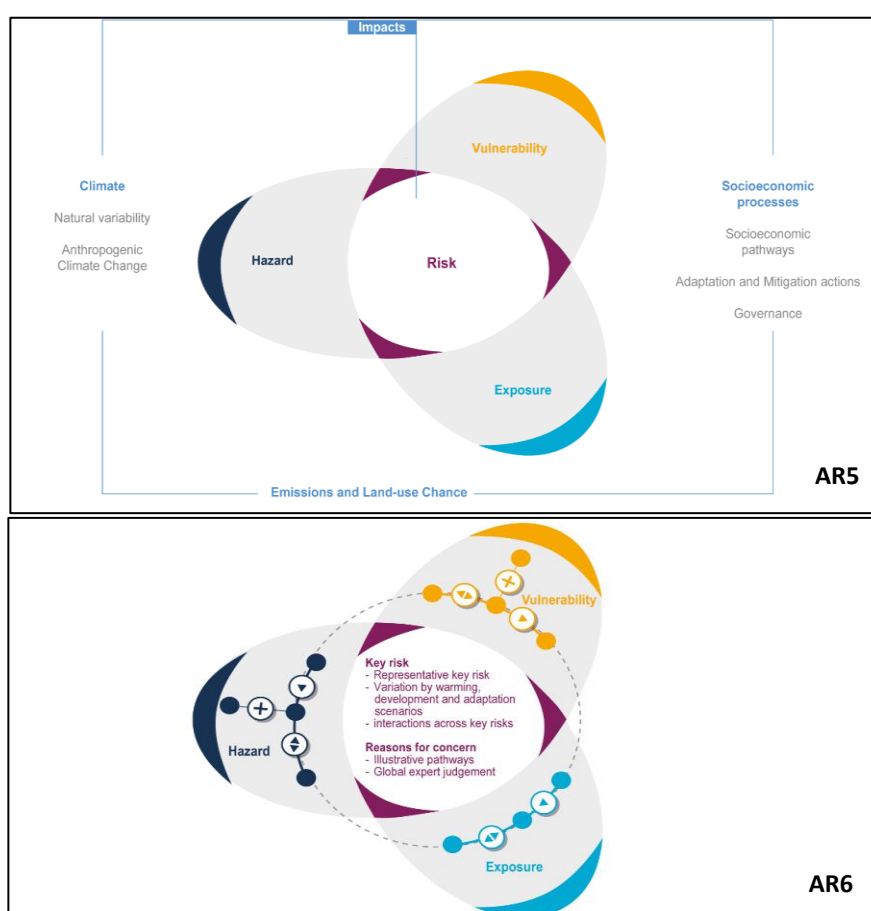 Impacts
Vulnerability
Climate
Natural variability
Anthropogenic
Climate Change
Hazard
Risk
Socioeconomic
processes
Socioeconomic
pathways
Adaptation and Mitigation actions
Governance
Exposure
AR5
Emissions and Land-use Chance
Vulnerability
Key risk
- Representative key risk
- Variation by warming,
development and adaptation
scenarios
- interactions across key risks
Reasons for concern
- Illustrative pathways
- Global expert judgement
Hazard
Exposure
AR6